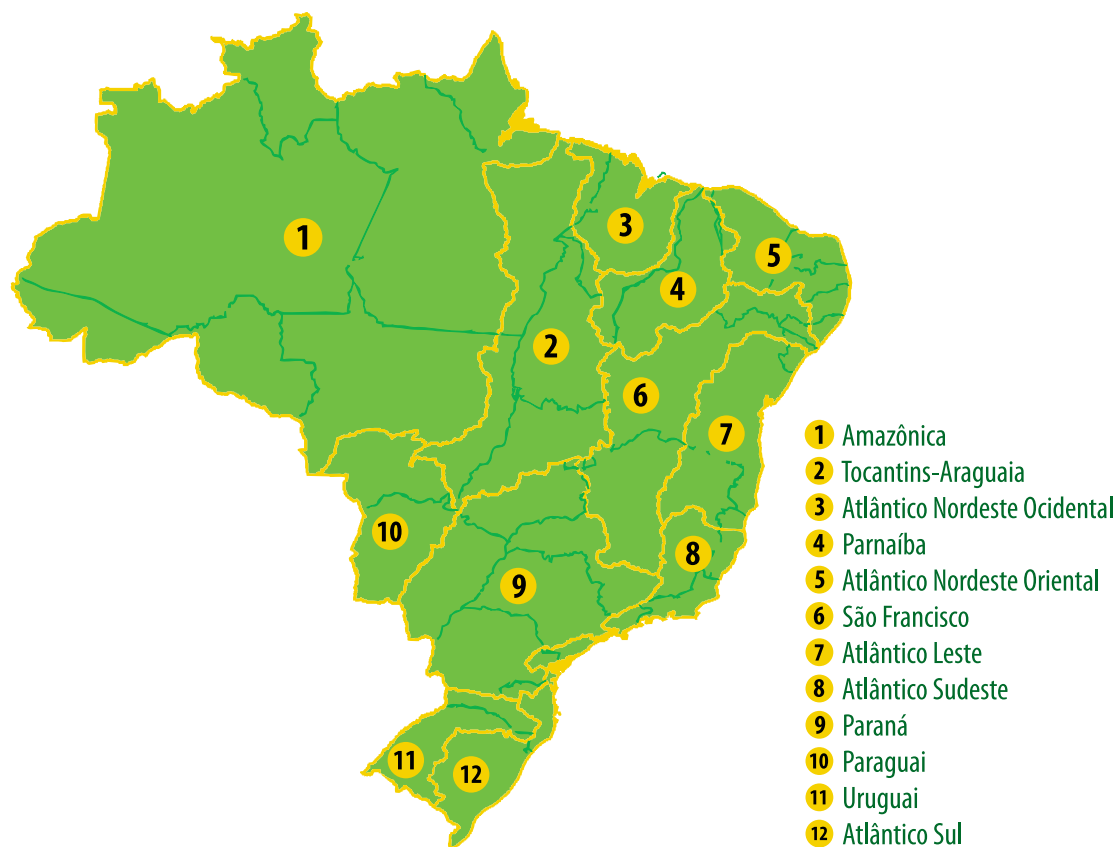 1
3
5
4
2
6
7
10
8
9
11
12
1 Amazônica
2 Tocantins-Araguaia
3 Atlântico Nordeste Ocidental
4 Parnaíba
5 Atlântico Nordeste Oriental
6 São Francisco
7 Atlântico Leste
8 Atlântico Sudeste
9 Paraná
10 Paraguai
11 Uruguai
12 Atlântico Sul